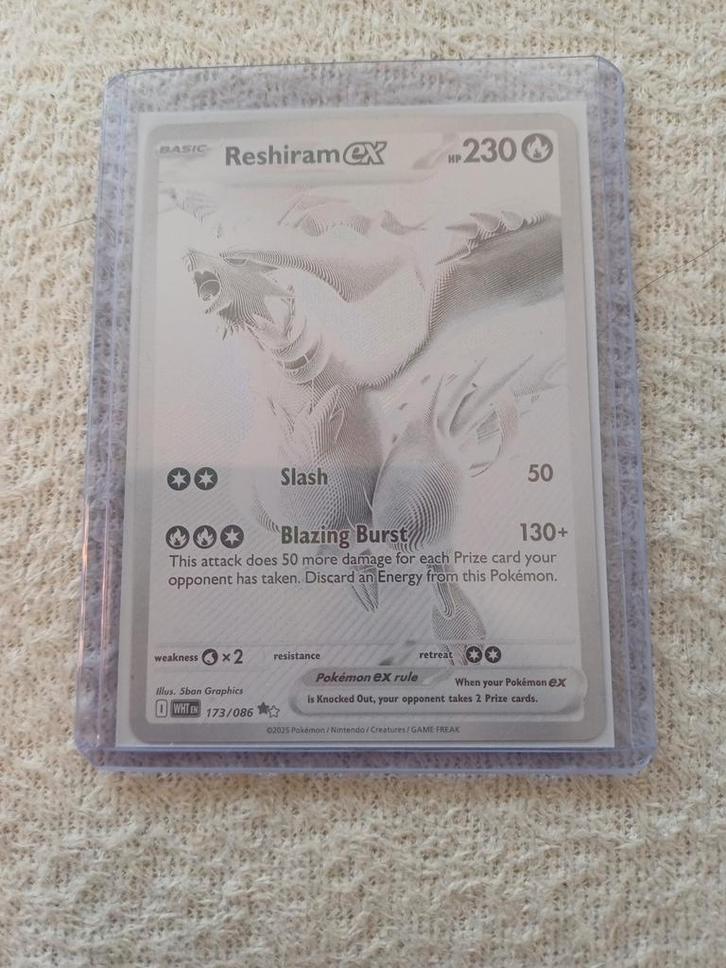 BASIC Reshiram ex HP 230
Slash 50
Blazing Burst 130+
This attack does 50 more damage for each Prize card your
opponent has taken. Discard an Energy from this Pokémon.
weakness ×2 resistance retreat
Pokémon ex rule When your Pokémon ex
is Knocked Out, your opponent takes 2 Prize cards.
Illus. 5ban Graphics
I WHT EN 173/086
©2025 Pokémon / Nintendo / Creatures / GAME FREAK